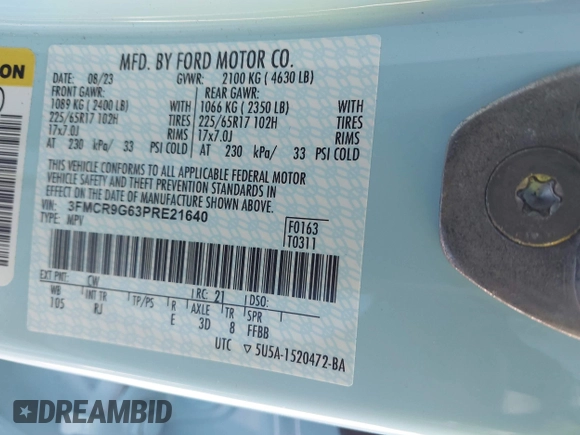 MFD. BY FORD MOTOR CO.
DATE: 08/23 GVWR: 2100 KG ( 4630 LB)
FRONT GAWR: REAR GAWR:
1089 KG ( 2400 LB) 1066 KG ( 2350 LB) WITH
225/65R17 102H 225/65R17 102H TIRES
17x7.0J 17x7.0J RIMS
AT 230 kPa/ 33 PSI COLD AT 230 kPa/ 33 PSI COLD
WITH
TIRES
RIMS
THIS VEHICLE CONFORMS TO ALL APPLICABLE FEDERAL MOTOR
VEHICLE SAFETY AND THEFT PREVENTION STANDARDS IN
EFFECT ON THE DATE OF MANUFACTURE SHOWN ABOVE.
VIN: 3FMCR9G63PRE21640
TYPE: MPV
F0163
T0311
EXT PNT: CW RC: 21 DSO:
WB INT TR TP/PS R AXLE TR SPR
105 RJ E 3D 8 FFBB
UTC ▽ 5U5A-1520472-BA
ON
DREAMBID